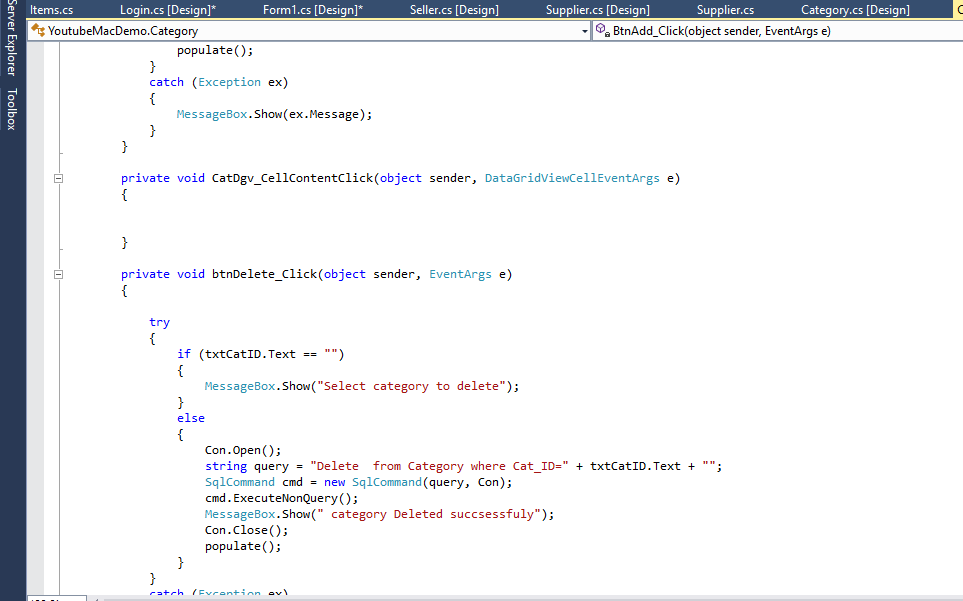 Items.cs Login.cs [Design]* Form1.cs [Design]* Seller.cs [Design] Supplier.cs [Design] Supplier.cs Category.cs [Design]
Server Explorer
Toolbox
YoutubeMacDemo.Category BtnAdd_Click(object sender, EventArgs e)
populate();
}
catch (Exception ex)
{
MessageBox.Show(ex.Message);
}
}
private void CatDgv_CellContentClick(object sender, DataGridViewCellEventArgs e)
{
}
private void btnDelete_Click(object sender, EventArgs e)
{
try
{
if (txtCatID.Text == "")
{
MessageBox.Show("Select category to delete");
}
else
{
Con.Open();
string query = "Delete  from Category where Cat_ID=" + txtCatID.Text + "";
SqlCommand cmd = new SqlCommand(query, Con);
cmd.ExecuteNonQuery();
MessageBox.Show(" category Deleted succsessfuly");
Con.Close();
populate();
}
}
catch (Exception ex)